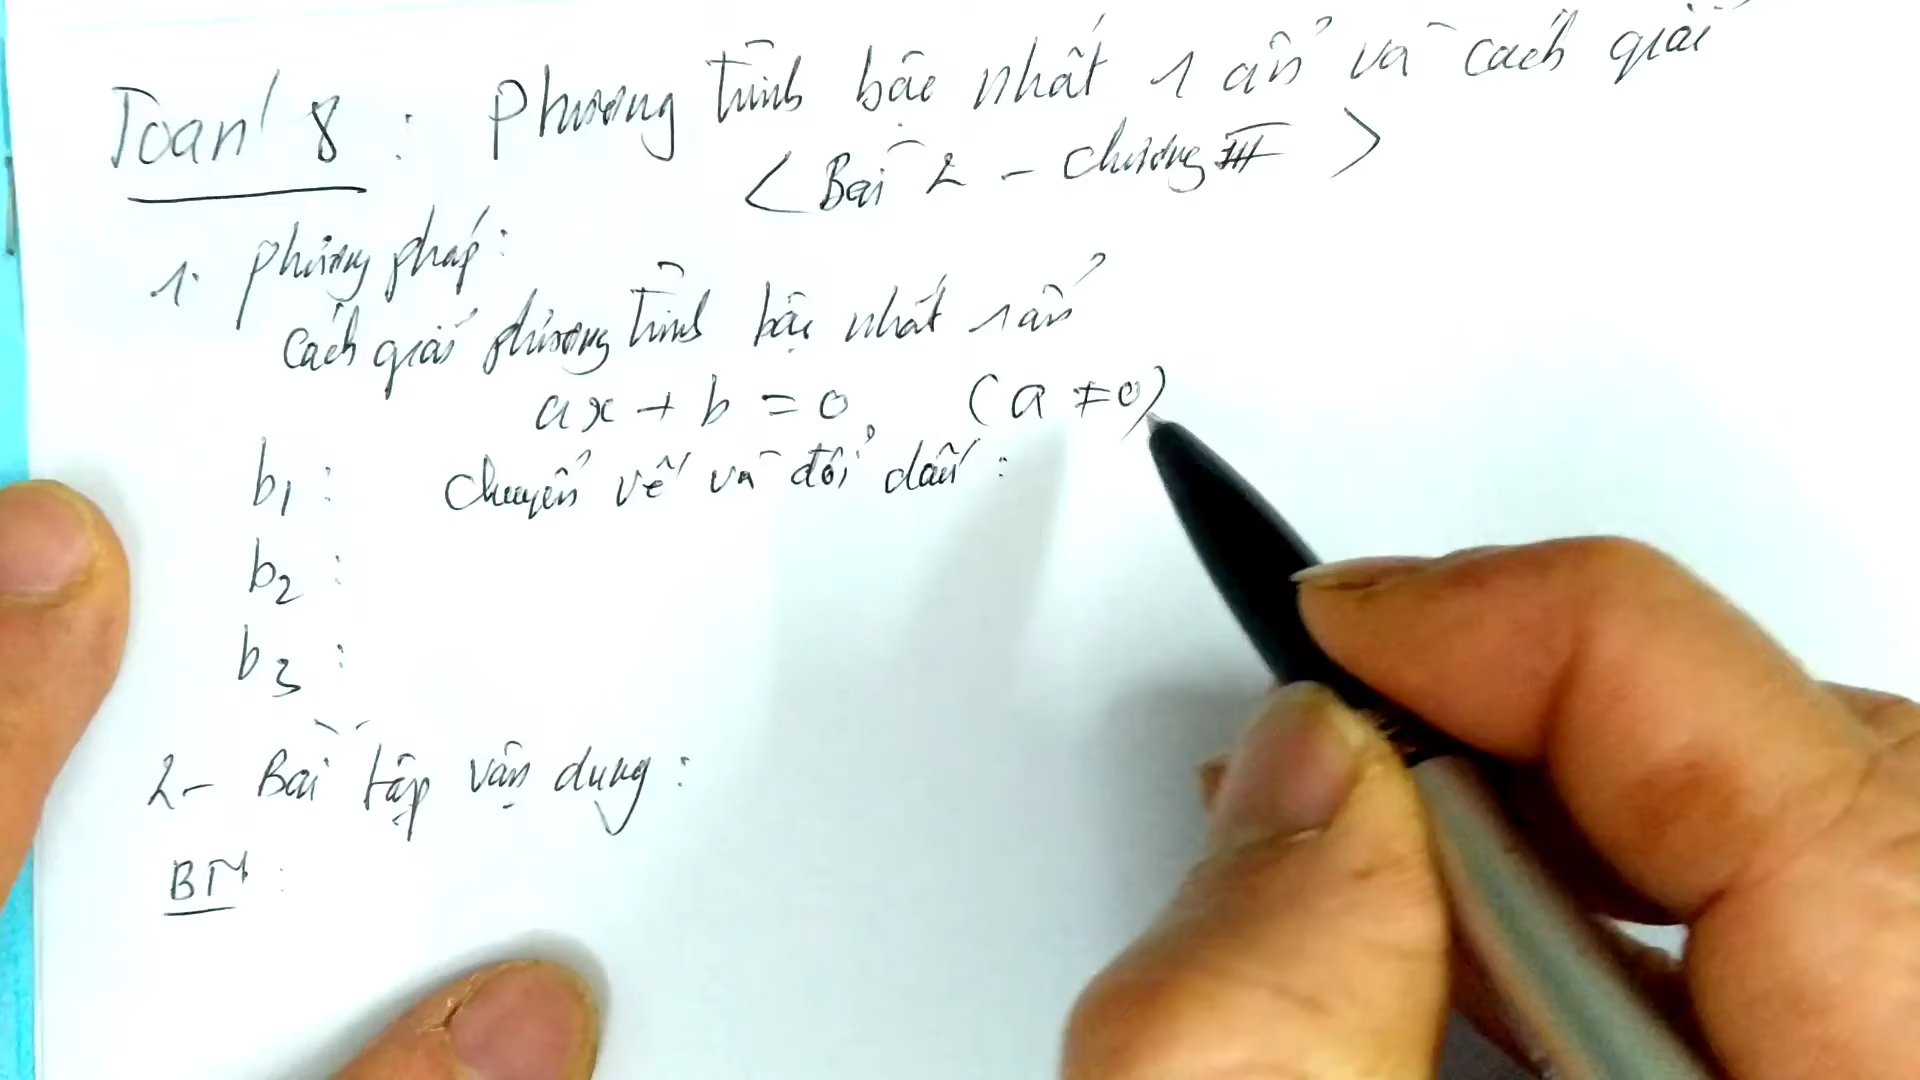 Toán 8 : Phương trình bậc nhất 1 ẩn và cách giải
< Bài 2 - chương III >
1. phương pháp :
Cách giải phương trình bậc nhất 1 ẩn
ax + b = 0 (a ≠ 0)
b1 : Chuyển vế và đổi dấu :
b2 :
b3 :
2- Bài tập vận dụng :